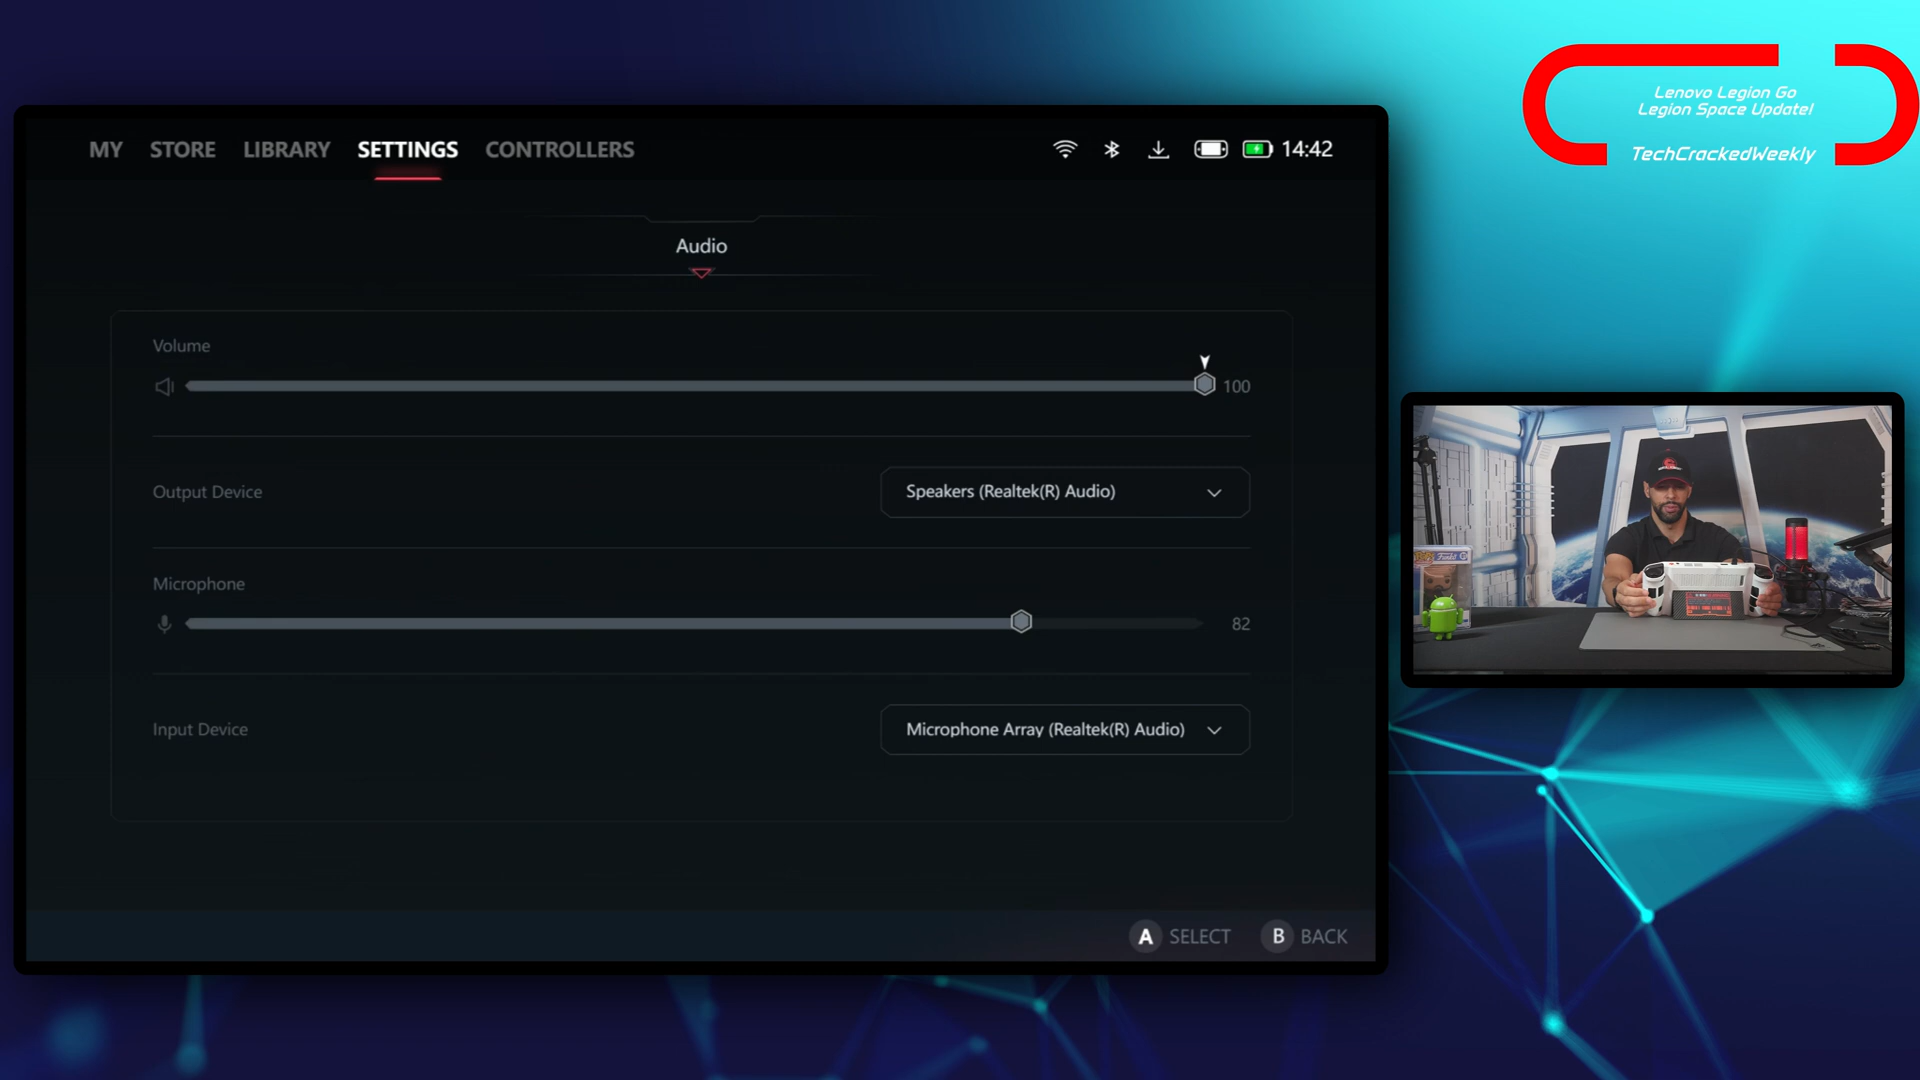 Lenovo Legion Go
Legion Space Update!
TechCrackedWeekly
MY STORE LIBRARY SETTINGS CONTROLLERS 14:42
Audio
Volume
100
Output Device Speakers (Realtek(R) Audio)
Microphone
82
Input Device Microphone Array (Realtek(R) Audio)
A SELECT B BACK
Funko